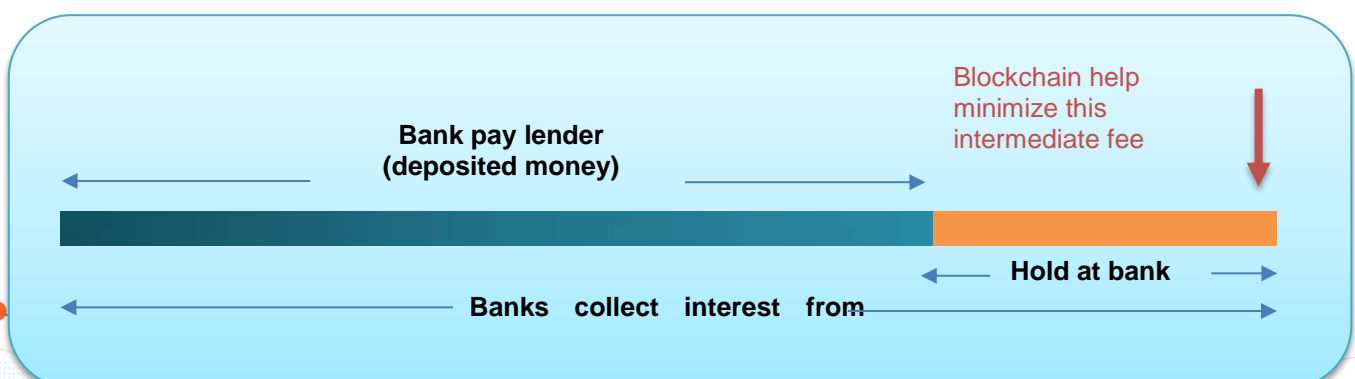 Blockchain help
minimize this
intermediate fee
Bank pay lender
(deposited money)
Hold at bank
Banks collect interest from